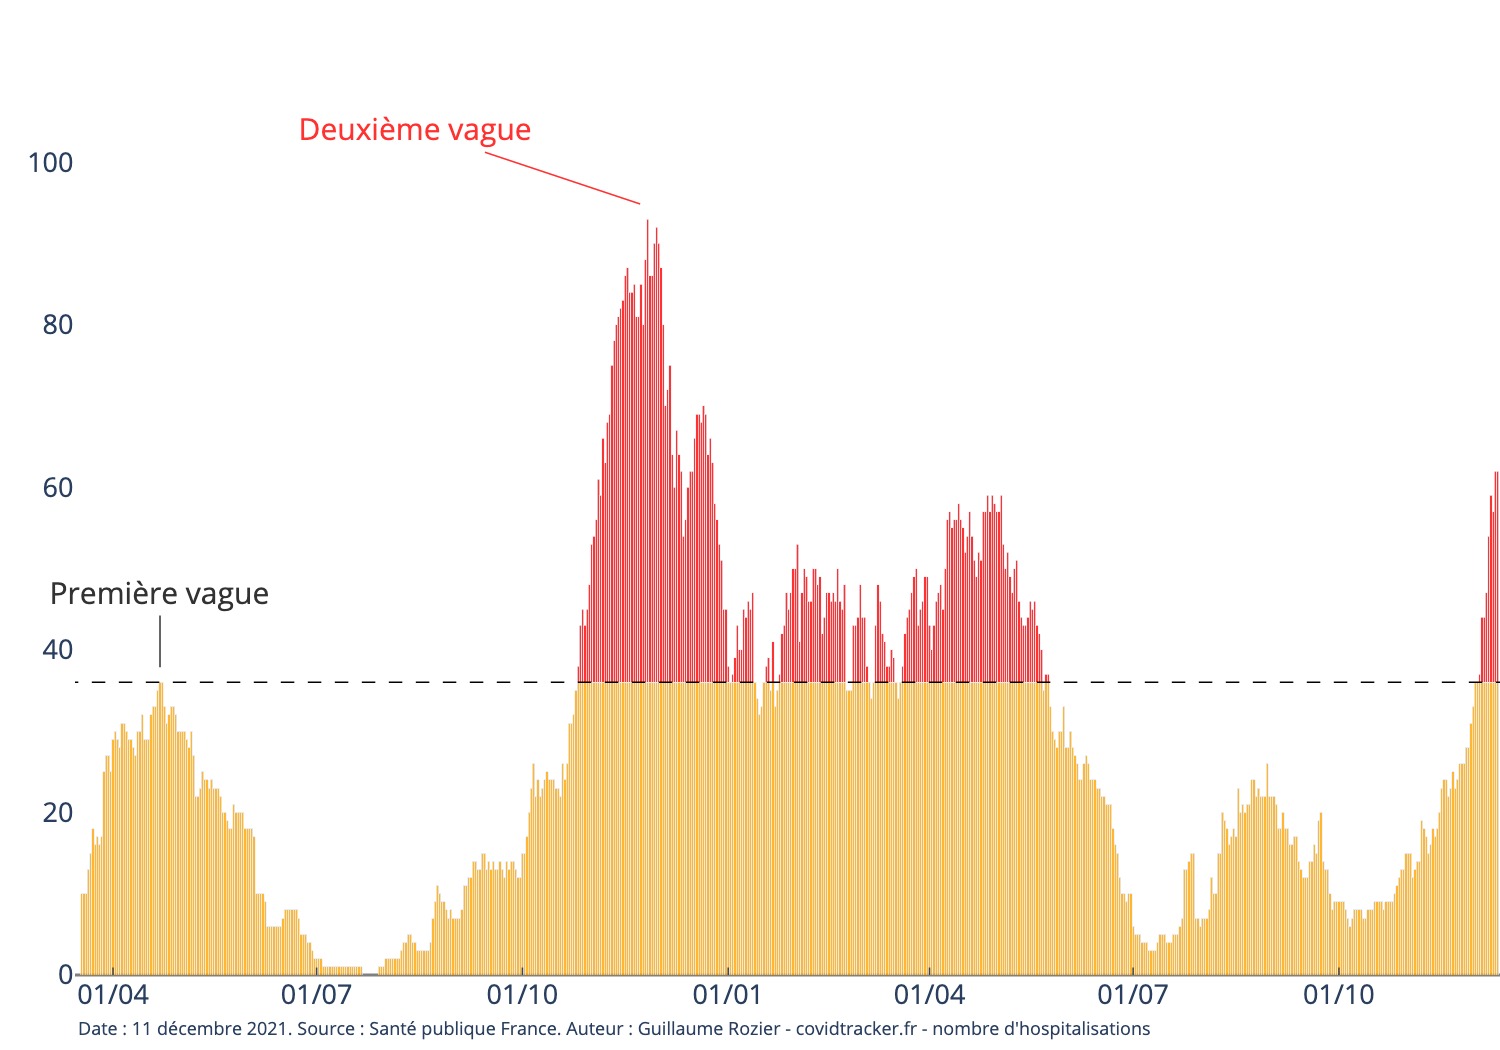 Deuxième vague
100
80
60
Première vague
40
20
0
01/04 01/07 01/10 01/01 01/04 01/07 01/10
Date : 11 décembre 2021. Source : Santé publique France. Auteur : Guillaume Rozier - covidtracker.fr - nombre d'hospitalisations